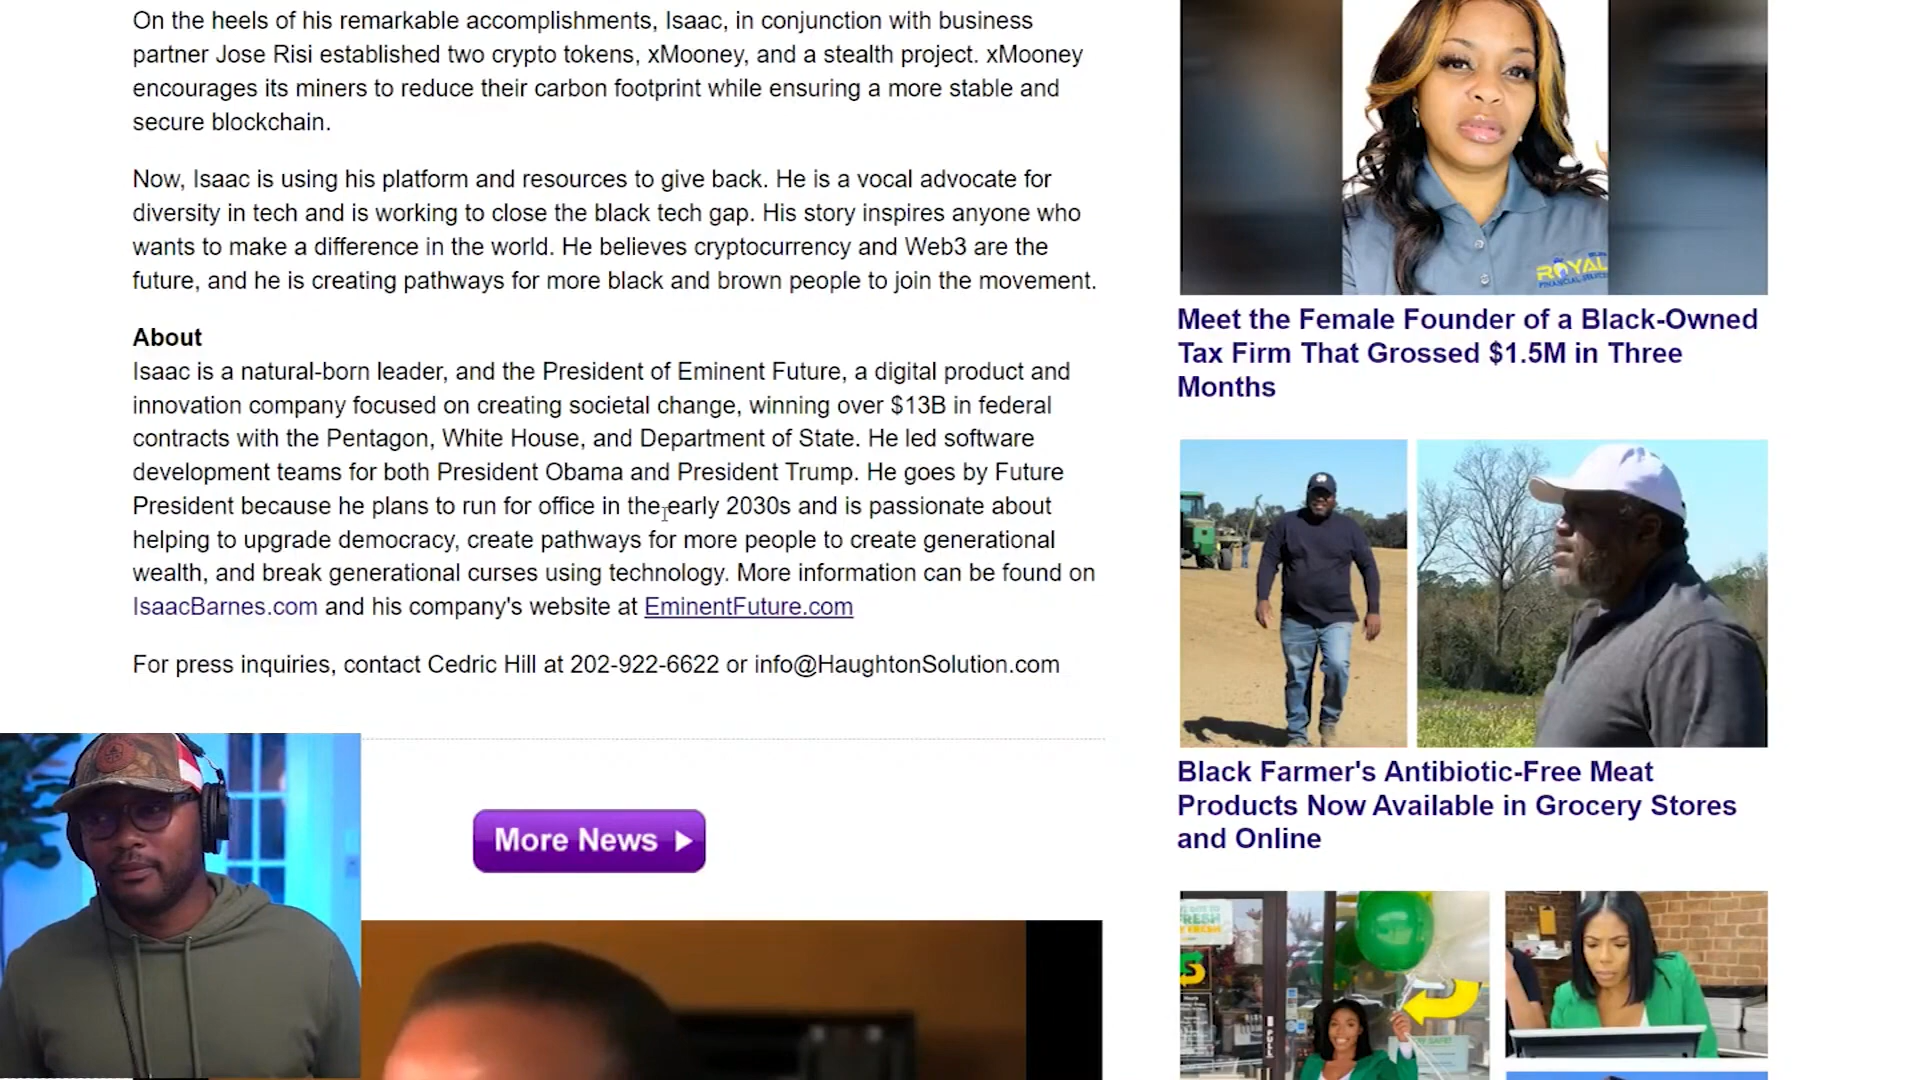 On the heels of his remarkable accomplishments, Isaac, in conjunction with business
partner Jose Risi established two crypto tokens, xMooney, and a stealth project. xMooney
encourages its miners to reduce their carbon footprint while ensuring a more stable and
secure blockchain.
Now, Isaac is using his platform and resources to give back. He is a vocal advocate for
diversity in tech and is working to close the black tech gap. His story inspires anyone who
wants to make a difference in the world. He believes cryptocurrency and Web3 are the
future, and he is creating pathways for more black and brown people to join the movement.
About
Isaac is a natural-born leader, and the President of Eminent Future, a digital product and
innovation company focused on creating societal change, winning over $13B in federal
contracts with the Pentagon, White House, and Department of State. He led software
development teams for both President Obama and President Trump. He goes by Future
President because he plans to run for office in the early 2030s and is passionate about
helping to upgrade democracy, create pathways for more people to create generational
wealth, and break generational curses using technology. More information can be found on
IsaacBarnes.com and his company's website at EminentFuture.com
For press inquiries, contact Cedric Hill at 202-922-6622 or info@HaughtonSolution.com
More News
ROYAL
Meet the Female Founder of a Black-Owned
Tax Firm That Grossed $1.5M in Three
Months
Black Farmer's Antibiotic-Free Meat
Products Now Available in Grocery Stores
and Online
PULL